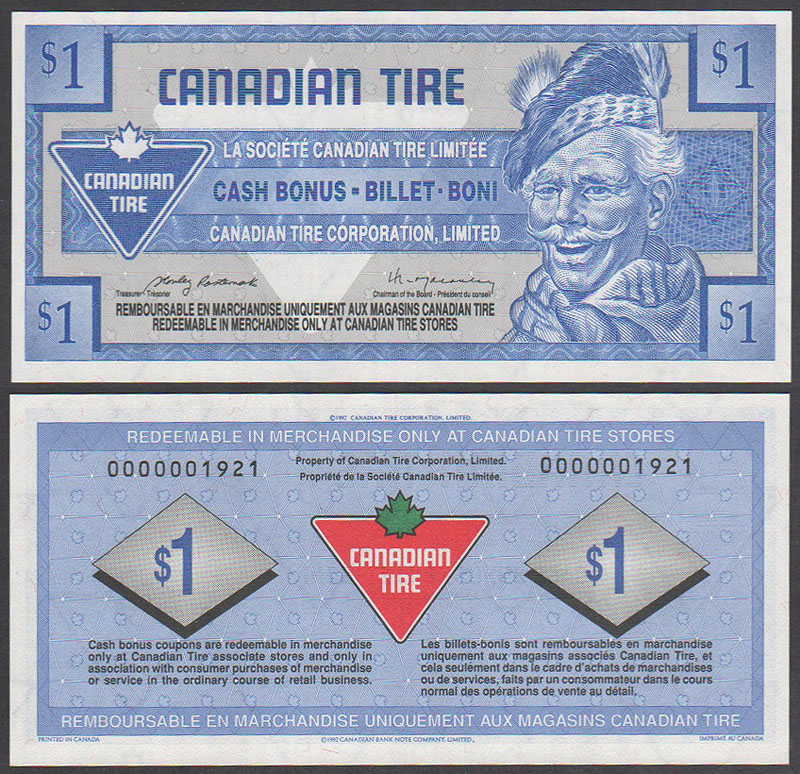 $1
$1
CANADIAN TIRE
LA SOCIÉTÉ CANADIAN TIRE LIMITÉE
CANADIAN
TIRE
CASH BONUS - BILLET - BONI
CANADIAN TIRE CORPORATION, LIMITED
Treasurer - Trésorier
Chairman of the Board - Président du conseil
$1
REMBOURSABLE EN MARCHANDISE UNIQUEMENT AUX MAGASINS CANADIAN TIRE
REDEEMABLE IN MERCHANDISE ONLY AT CANADIAN TIRE STORES
$1
©1992 CANADIAN TIRE CORPORATION, LIMITED.
REDEEMABLE IN MERCHANDISE ONLY AT CANADIAN TIRE STORES
0000001921
Property of Canadian Tire Corporation, Limited.
Propriété de la Société Canadian Tire Limitée.
0000001921
$1
CANADIAN
TIRE
$1
Cash bonus coupons are redeemable in merchandise
only at Canadian Tire associate stores and only in
association with consumer purchases of merchandise
or service in the ordinary course of retail business.
Les billets-bonis sont remboursables en marchandise
uniquement aux magasins associés Canadian Tire, et
cela seulement dans le cadre d'achats de marchandises
ou de services, faits par un consommateur dans le cours
normal des opérations de vente au détail.
REMBOURSABLE EN MARCHANDISE UNIQUEMENT AUX MAGASINS CANADIAN TIRE
PRINTED IN CANADA
©1992 CANADIAN BANK NOTE COMPANY, LIMITED.
IMPRIMÉ AU CANADA